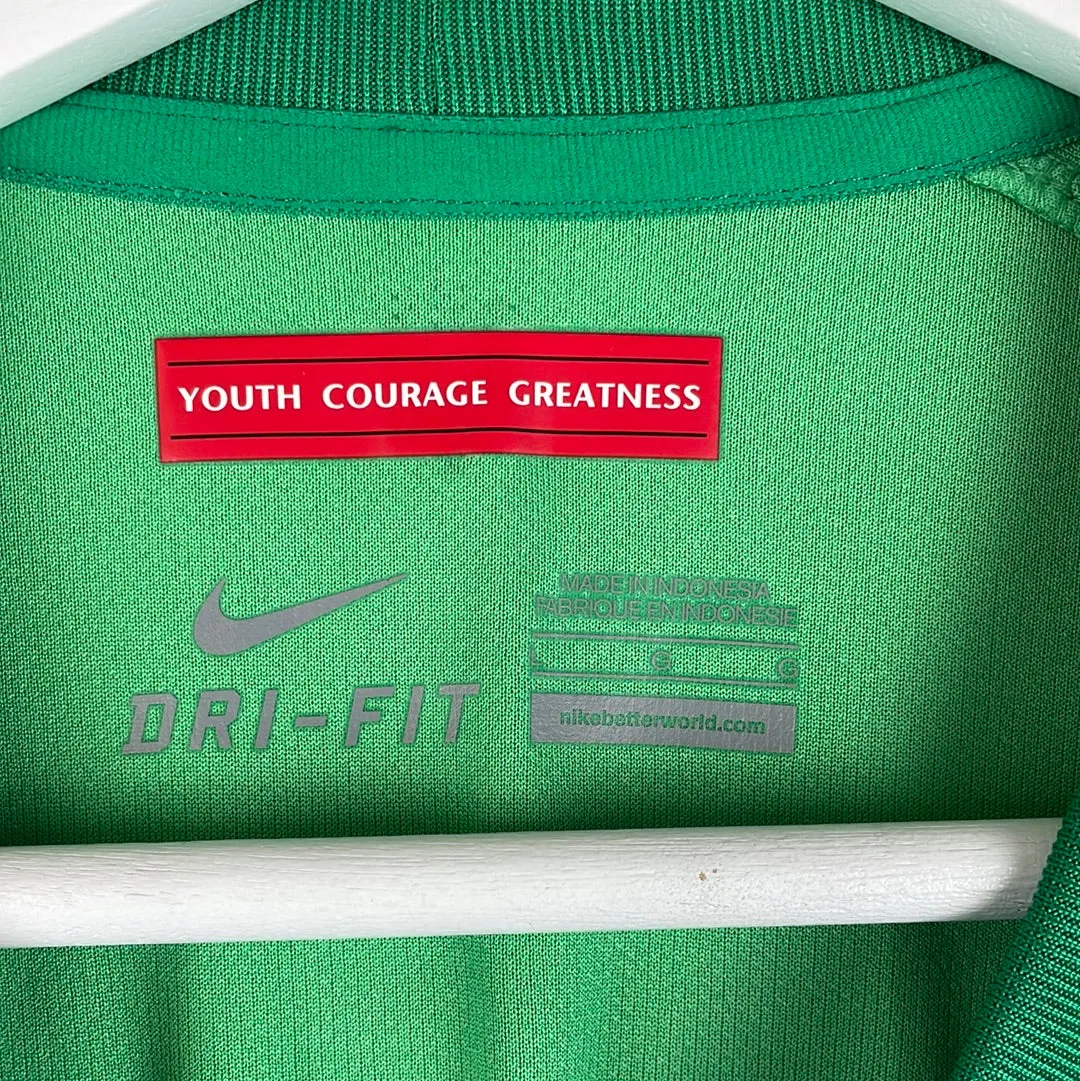 YOUTH COURAGE GREATNESS
DRI-FIT
MADE IN INDONESIA
FABRIQUE EN INDONESIE
L G G
nikebetterworld.com